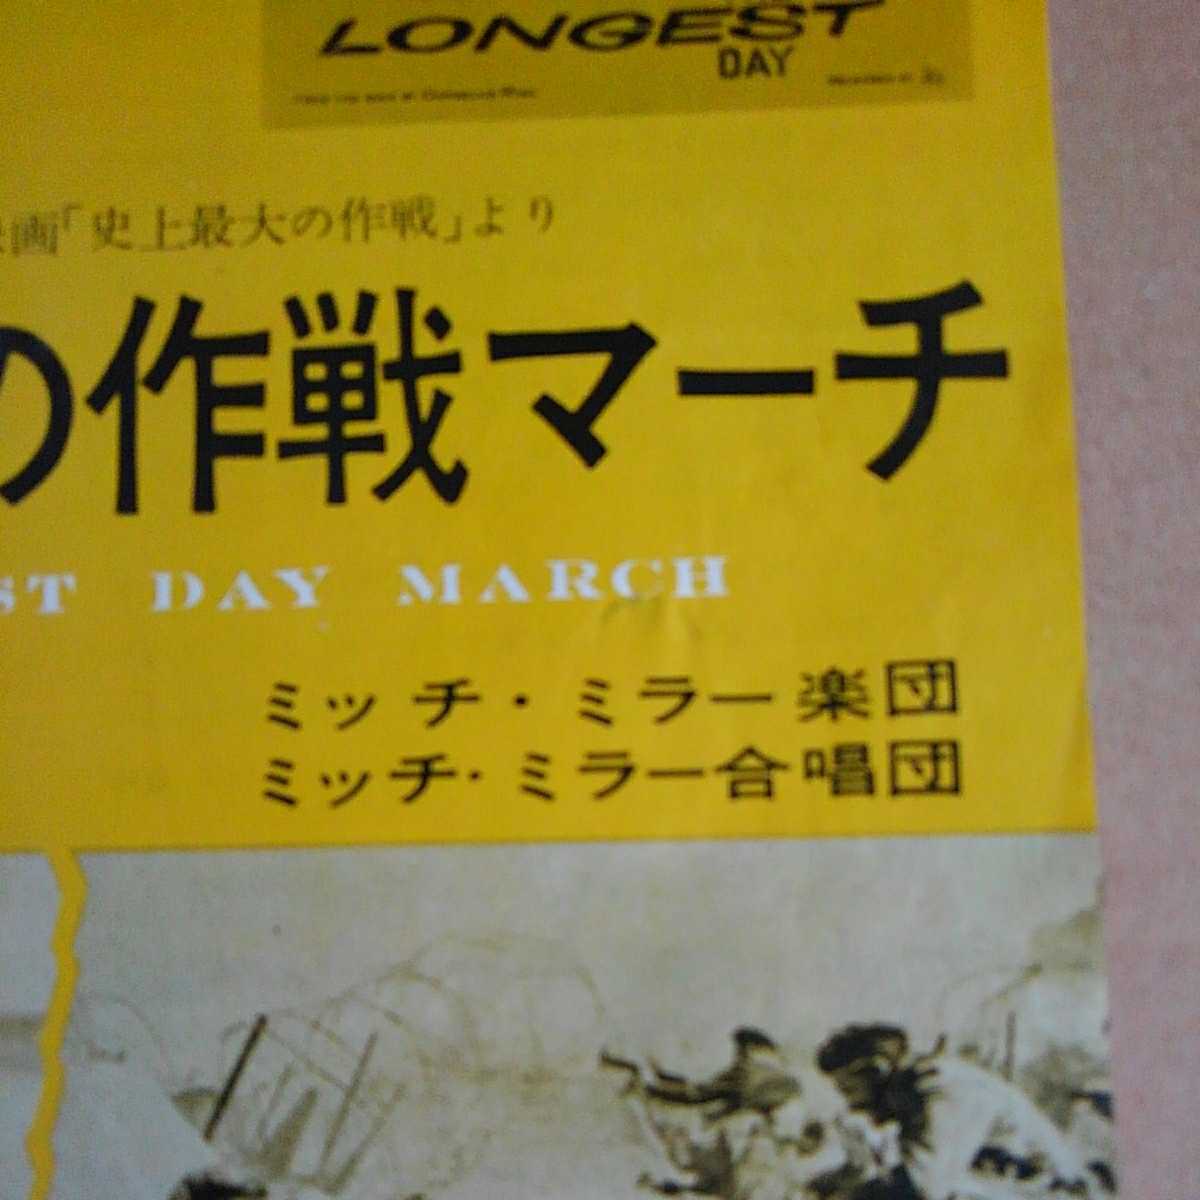 LONGEST
DAY
画「史上最大の作戦」より
の作戦マーチ
ST DAY MARCH
ミッチ・ミラー楽団
ミッチ・ミラー合唱団